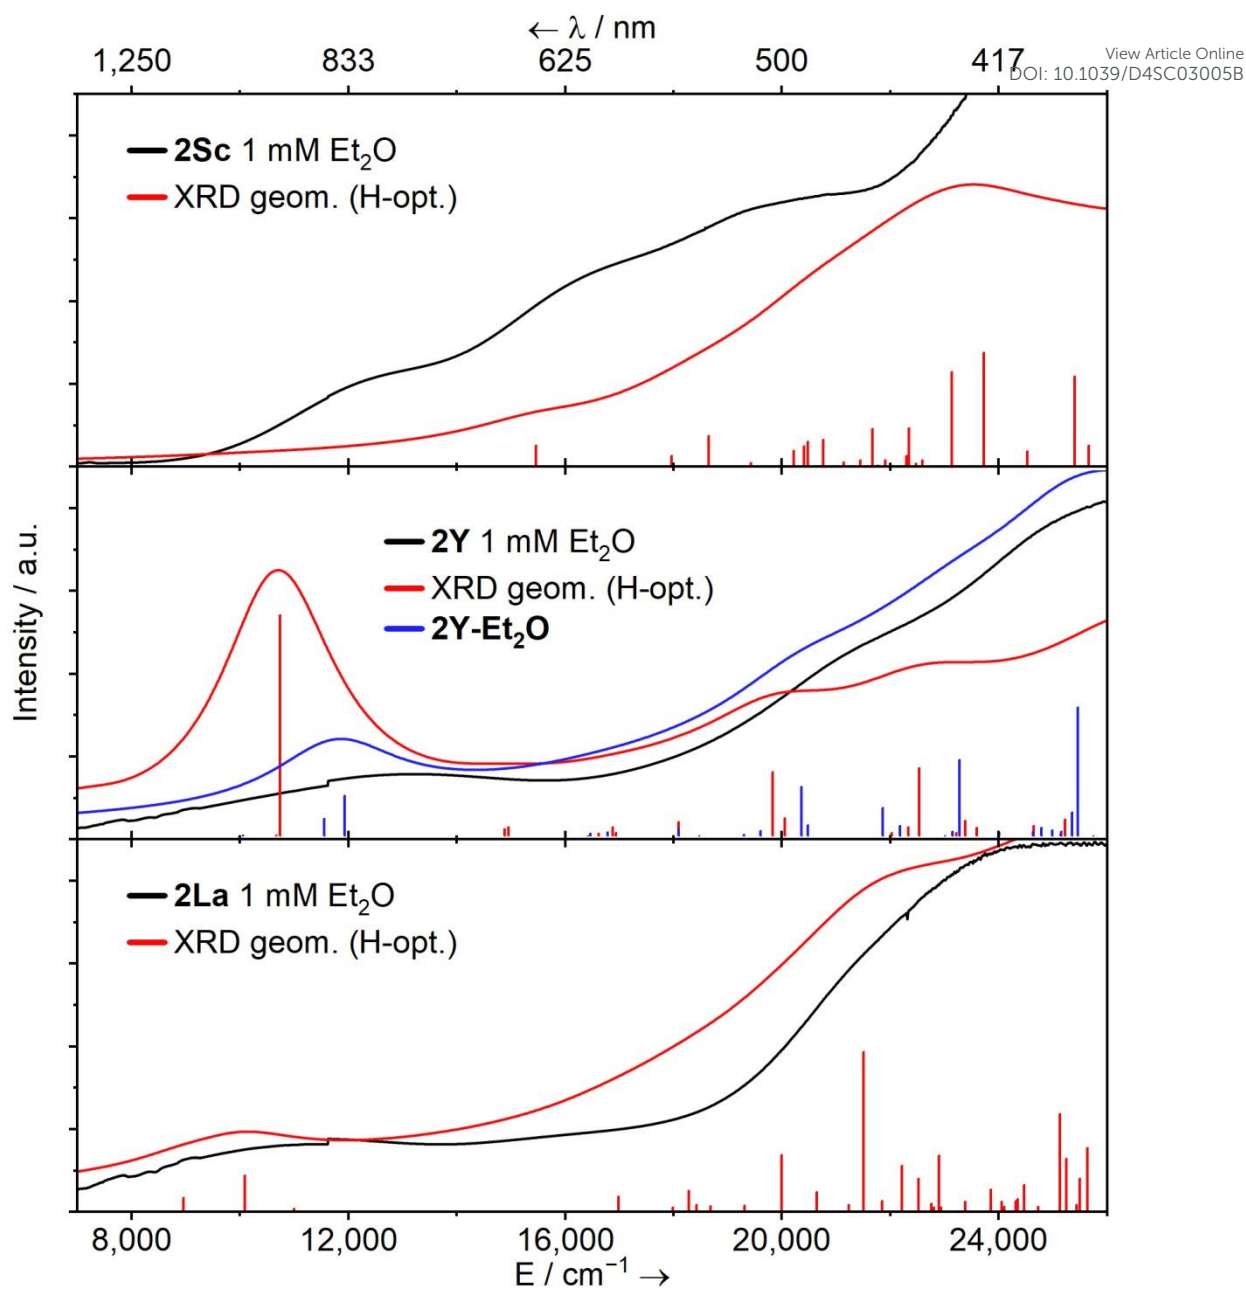 ← λ / nm
1,250 833 625 500 417
View Article Online
DOI: 10.1039/D4SC03005B
2Sc 1 mM Et₂O
XRD geom. (H-opt.)
Intensity / a.u.
2Y 1 mM Et₂O
XRD geom. (H-opt.)
2Y-Et₂O
2La 1 mM Et₂O
XRD geom. (H-opt.)
8,000 12,000 16,000 20,000 24,000
E / cm⁻¹ →